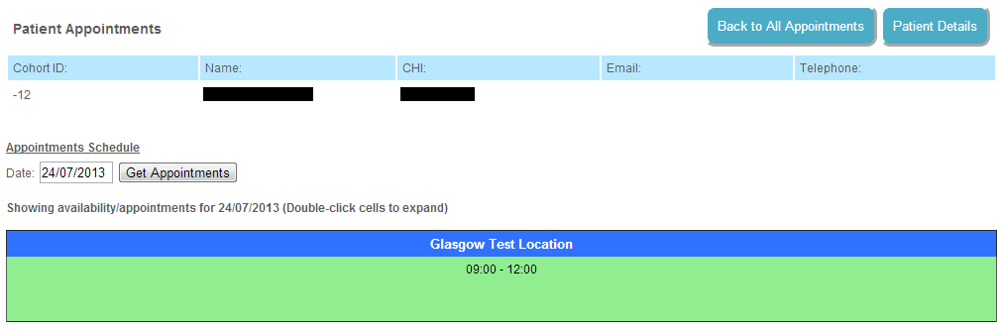 Patient Appointments
Back to All Appointments
Patient Details
Cohort ID: Name: CHI: Email: Telephone:
-12
Appointments Schedule
Date: 24/07/2013 Get Appointments
Showing availability/appointments for 24/07/2013 (Double-click cells to expand)
Glasgow Test Location
09:00 - 12:00